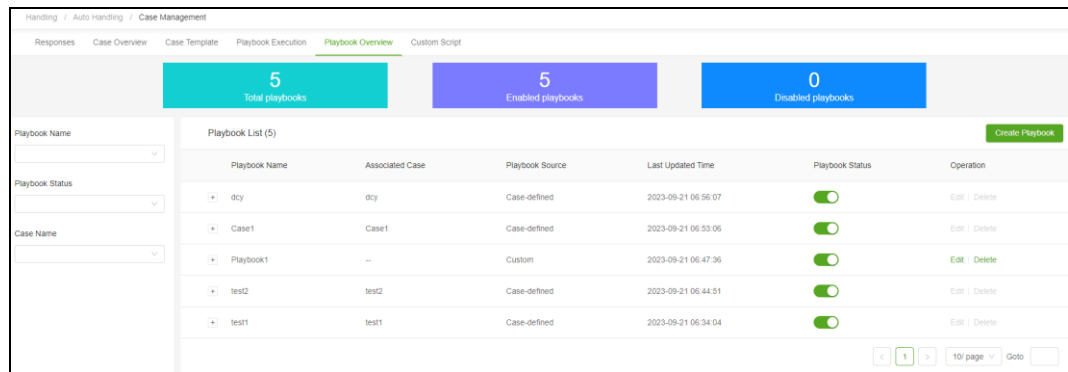 Handling / Auto Handling / Case Management
Responses Case Overview Case Template Playbook Execution Playbook Overview Custom Script
5 5 0
Total playbooks Enabled playbooks Disabled playbooks
Playbook Name
Playbook Status
Case Name
Playbook List (5) Create Playbook
Playbook Name Associated Case Playbook Source Last Updated Time Playbook Status Operation
+ dcy dcy Case-defined 2023-09-21 06:56:07 Edit | Delete
+ Case1 Case1 Case-defined 2023-09-21 06:53:06 Edit | Delete
+ Playbook1 -- Custom 2023-09-21 06:47:36 Edit | Delete
+ test2 test2 Case-defined 2023-09-21 06:44:51 Edit | Delete
+ test1 test1 Case-defined 2023-09-21 06:34:04 Edit | Delete
< 1 > 10/ page Goto